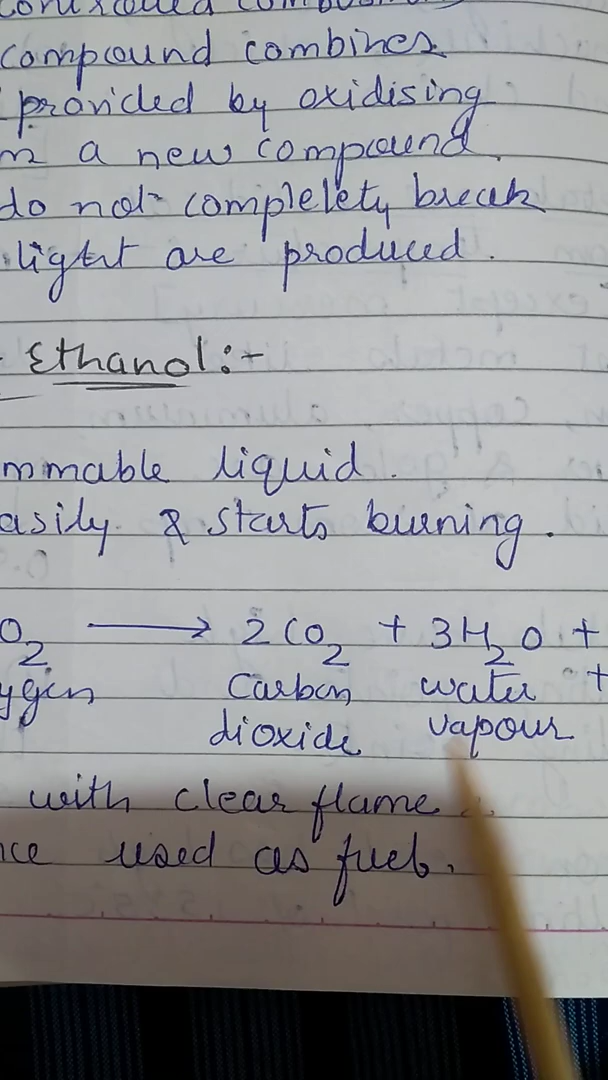 compound combines
provided by oxidising
m a new compound.
do not completety break
light are produced.
Ethanol:-
mmable liquid.
asily & starts burning.
O2 → 2CO2 + 3H2O +
ygen Carbon water +
dioxide vapour
with clear flame
ce used as fuel.